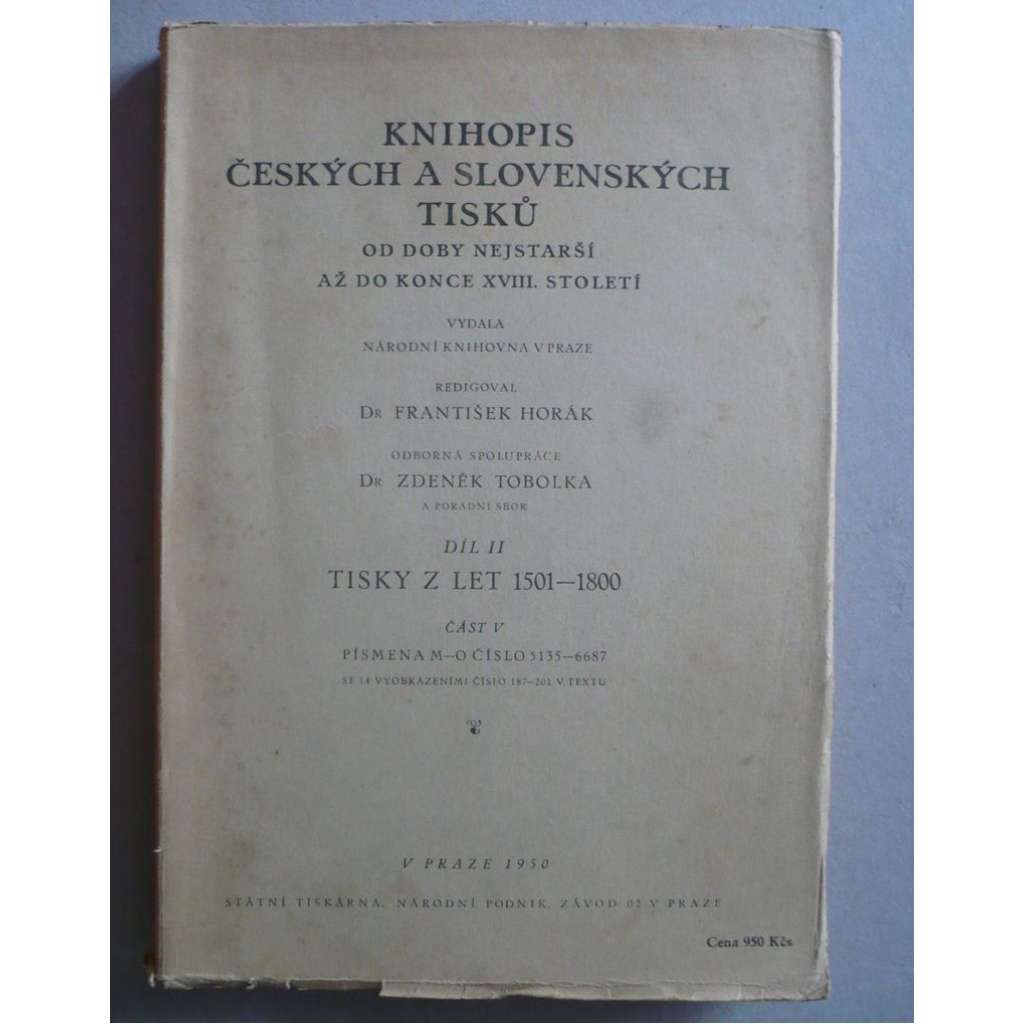 KNIHOPIS
ČESKÝCH A SLOVENSKÝCH
TISKŮ
OD DOBY NEJSTARŠÍ
AŽ DO KONCE XVIII. STOLETÍ
VYDALA
NÁRODNÍ KNIHOVNA V PRAZE
REDIGOVAL
DR FRANTIŠEK HORÁK
ODBORNÁ SPOLUPRÁCE
DR ZDENĚK TOBOLKA
A PORADNÍ SBOR
DÍL II
TISKY Z LET 1501—1800
ČÁST V
PÍSMENA M—O ČÍSLO 5135—6687
SE 14 VYOBRAZENÍMI ČÍSLO 187—201 V TEXTU
V PRAZE 1950
STÁTNÍ TISKÁRNA, NÁRODNÍ PODNIK, ZÁVOD 02 V PRAZE
Cena 950 Kčs